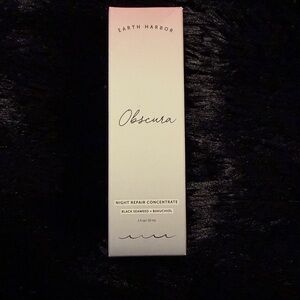 EARTH HARBOR
Obscura
NIGHT REPAIR CONCENTRATE
BLACK SEAWEED + BAKUCHIOL